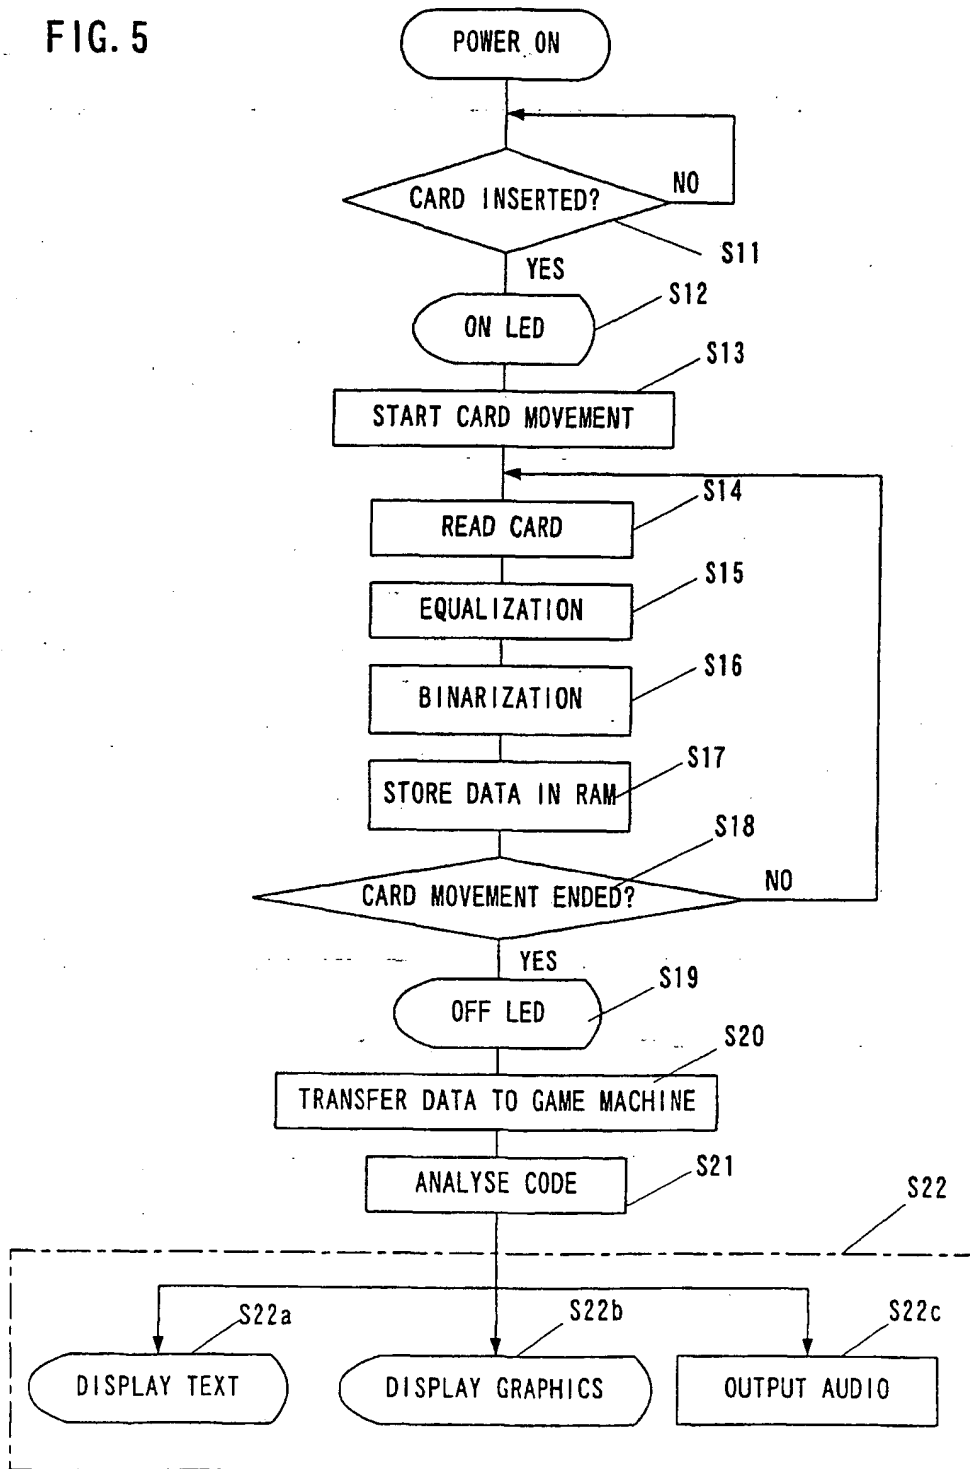 FIG. 5
POWER ON
CARD INSERTED?
NO
S11
YES
S12
ON LED
S13
START CARD MOVEMENT
S14
READ CARD
S15
EQUALIZATION
S16
BINARIZATION
S17
STORE DATA IN RAM
S18
CARD MOVEMENT ENDED?
NO
YES
S19
OFF LED
S20
TRANSFER DATA TO GAME MACHINE
S21
ANALYSE CODE
S22
S22a
S22b
S22c
DISPLAY TEXT
DISPLAY GRAPHICS
OUTPUT AUDIO